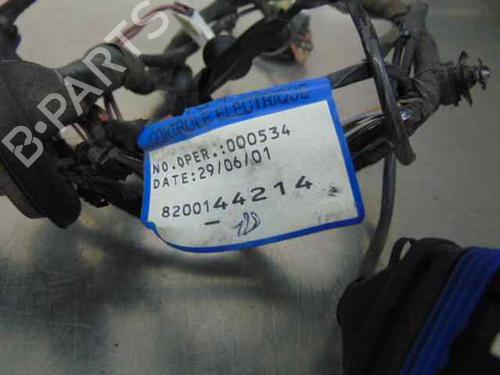 B-PARTS
CONTROLE ELECTRIQUE
NO.OPER.:000534
DATE:29/06/01
8200144214